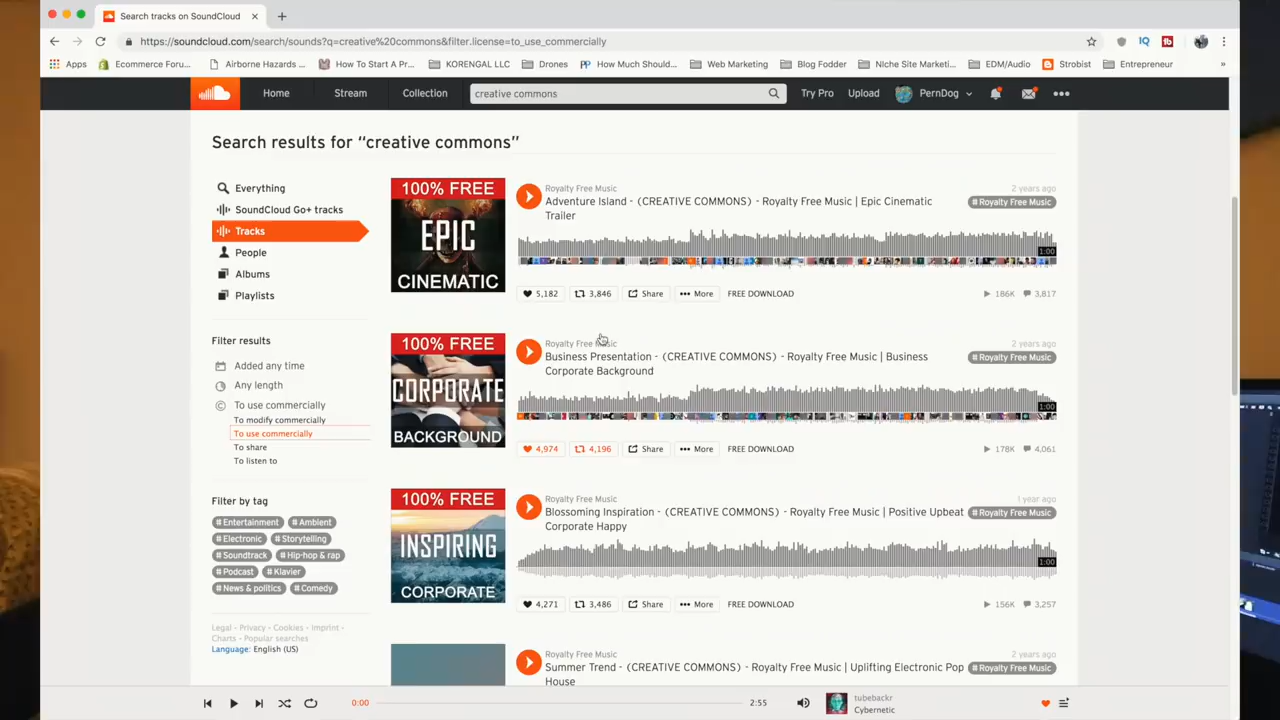 Search tracks on SoundCloud
https://soundcloud.com/search/sounds?q=creative%20commons&filter.license=to_use_commercially
Apps
Ecommerce Foru...
Airborne Hazards ...
How To Start A Pr...
KORENGAL LLC
Drones
How Much Should...
Web Marketing
Blog Fodder
NIche Site Marketi...
EDM/Audio
Strobist
Entrepreneur
»
Home
Stream
Collection
creative commons
Try Pro
Upload
PernDog
Search results for “creative commons”
Everything
SoundCloud Go+ tracks
Tracks
People
Albums
Playlists
Filter results
Added any time
Any length
To use commercially
To modify commercially
To use commercially
To share
To listen to
Filter by tag
# Entertainment # Ambient
# Electronic # Storytelling
# Soundtrack # Hip-hop & rap
# Podcast # Klavier
# News & politics # Comedy
Legal - Privacy - Cookies - Imprint -
Charts - Popular searches
Language: English (US)
100% FREE
EPIC
CINEMATIC
Royalty Free Music
2 years ago
Adventure Island - (CREATIVE COMMONS) - Royalty Free Music | Epic Cinematic
Trailer
# Royalty Free Music
1:00
5,182
3,846
Share
More
FREE DOWNLOAD
186K
3,817
100% FREE
CORPORATE
BACKGROUND
Royalty Free Music
2 years ago
Business Presentation - (CREATIVE COMMONS) - Royalty Free Music | Business
Corporate Background
# Royalty Free Music
1:00
4,974
4,196
Share
More
FREE DOWNLOAD
178K
4,061
100% FREE
INSPIRING
CORPORATE
Royalty Free Music
1 year ago
Blossoming Inspiration - (CREATIVE COMMONS) - Royalty Free Music | Positive Upbeat
Corporate Happy
# Royalty Free Music
1:00
4,271
3,486
Share
More
FREE DOWNLOAD
156K
3,257
Royalty Free Music
2 years ago
Summer Trend - (CREATIVE COMMONS) - Royalty Free Music | Uplifting Electronic Pop
House
# Royalty Free Music
0:00
2:55
tubebackr
Cybernetic